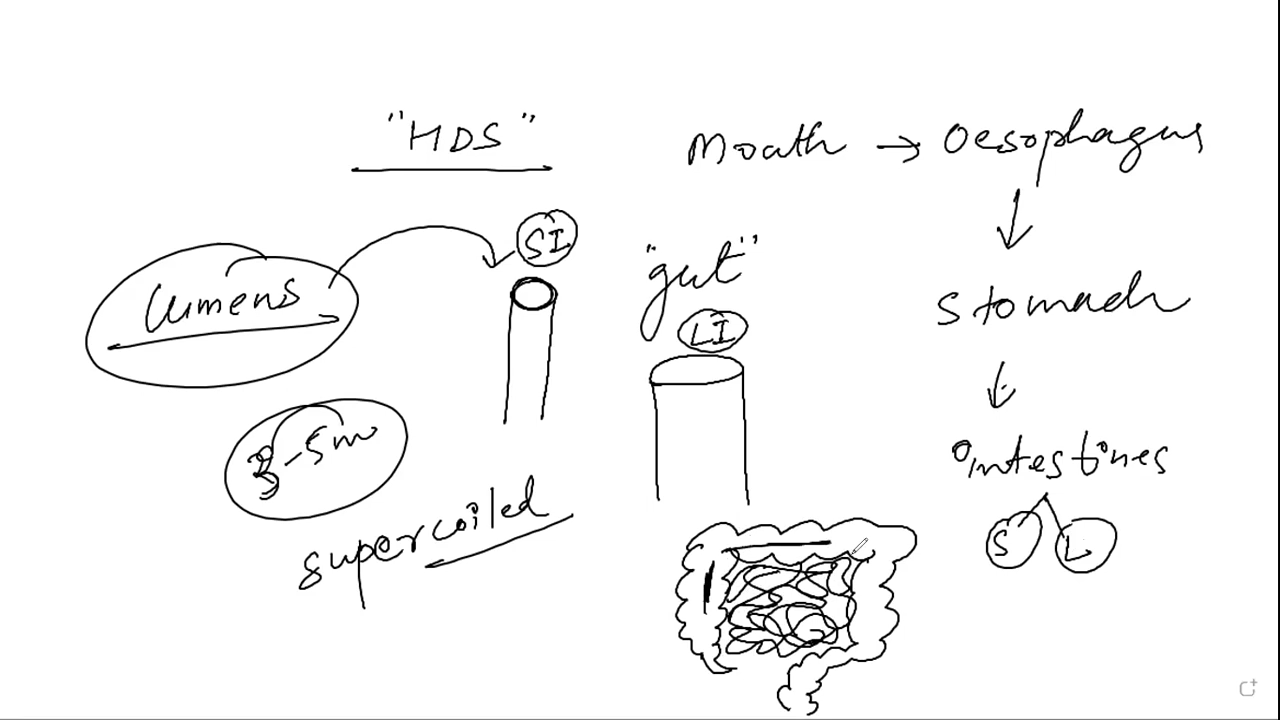 "HDS"
Mouth → Oesophagus
SI
lumens
"gut"
LI
Stomach
3-5m
intestines
supercoiled
S L